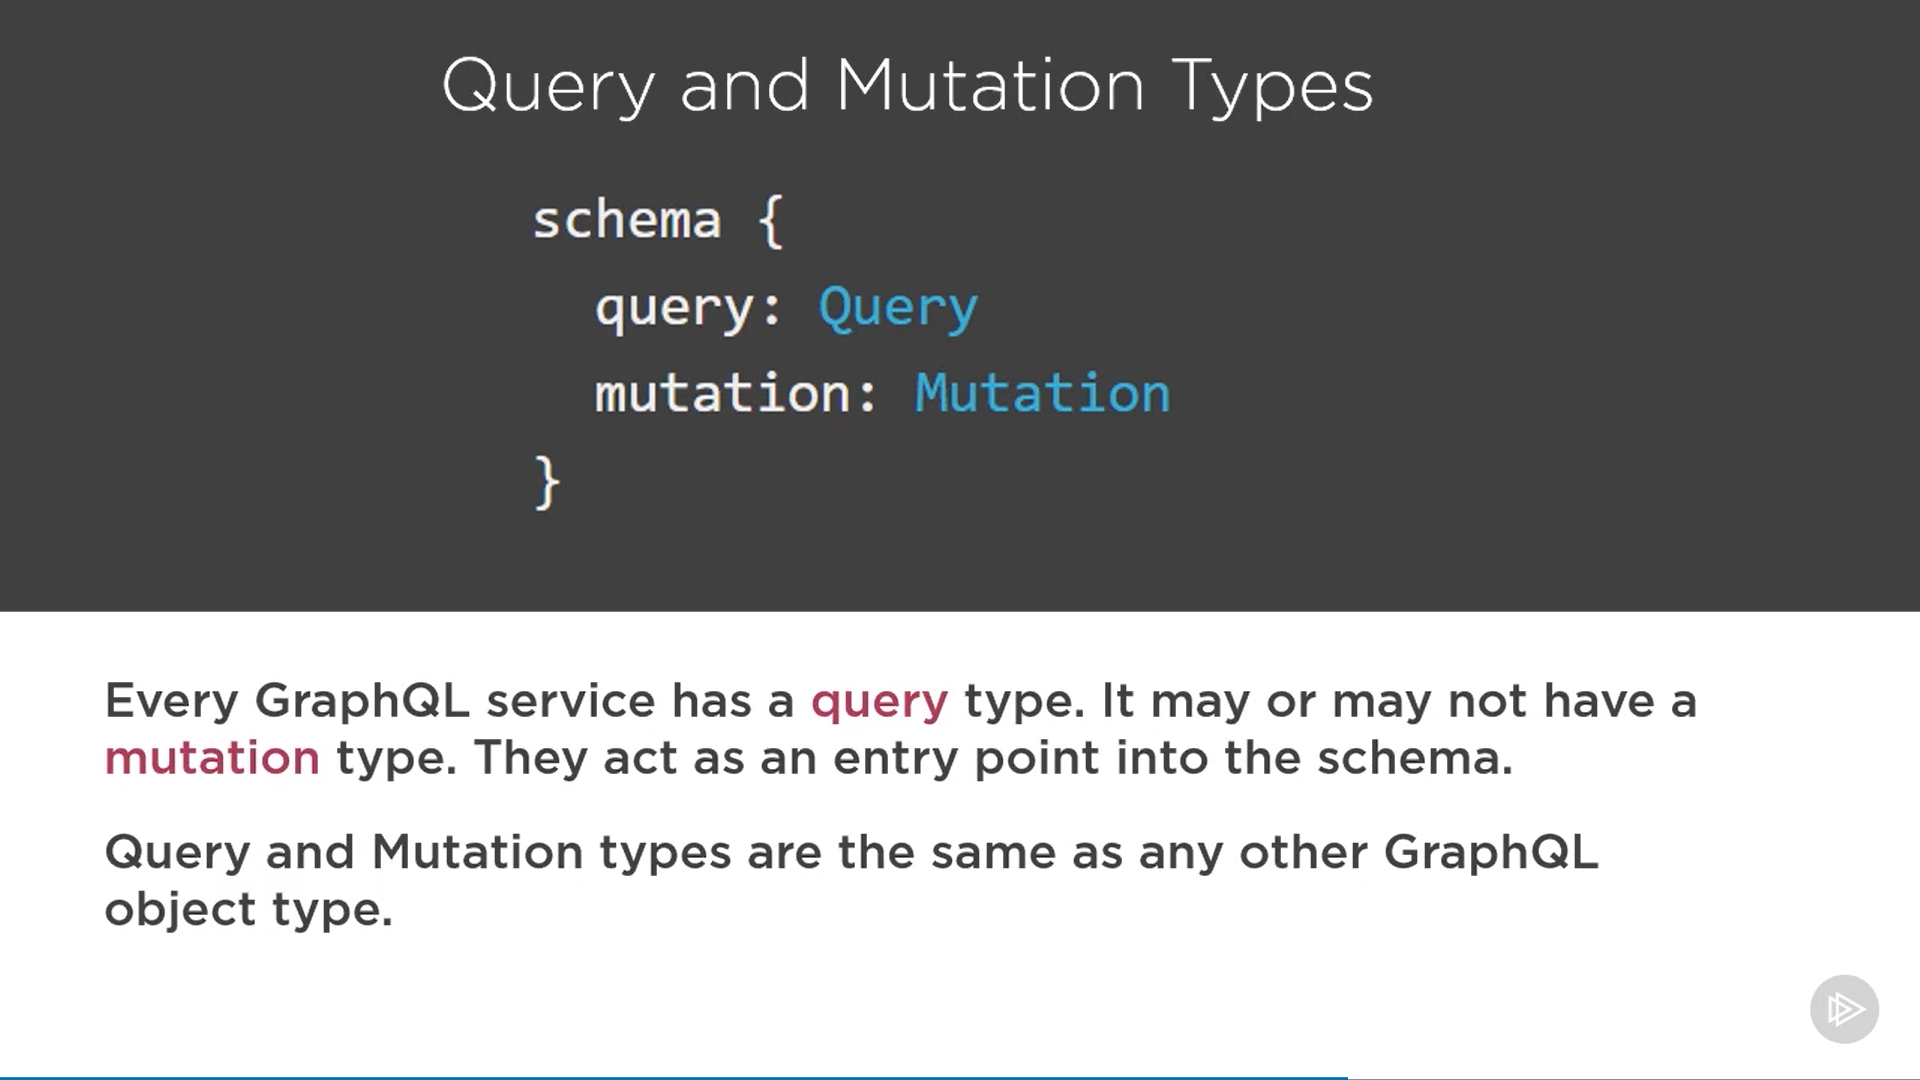 Query and Mutation Types
schema {
query: Query
mutation: Mutation
}
Every GraphQL service has a query type. It may or may not have a
mutation type. They act as an entry point into the schema.
Query and Mutation types are the same as any other GraphQL
object type.